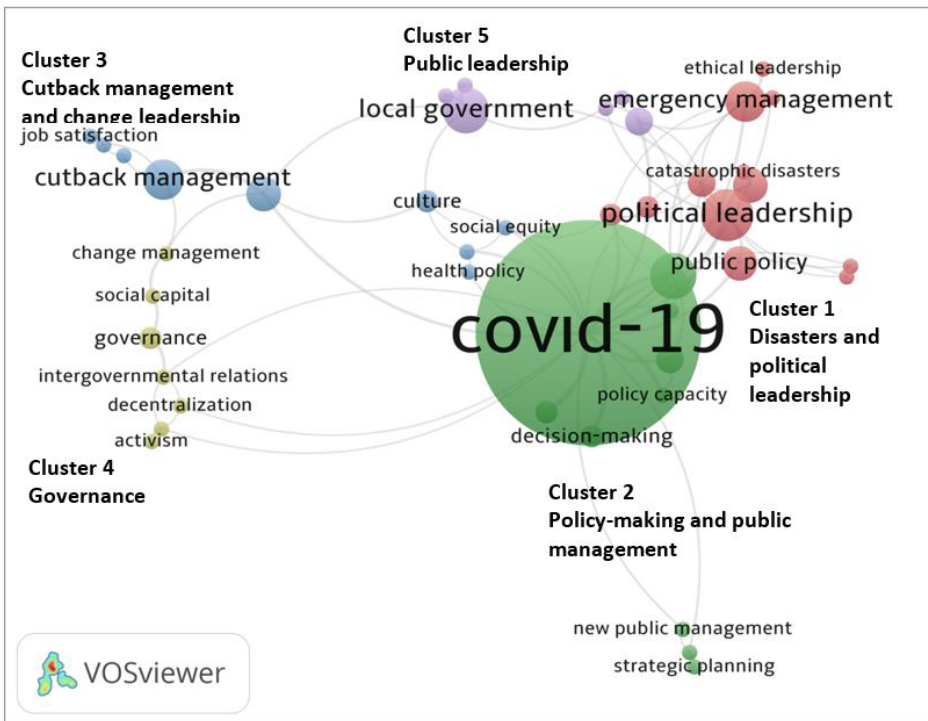 Cluster 3
Cutback management
and change leadership
job satisfaction
cutback management
Cluster 5
Public leadership
local government
ethical leadership
emergency management
catastrophic disasters
political leadership
public policy
culture
social equity
health policy
change management
social capital
governance
intergovernmental relations
decentralization
activism
Cluster 4
Governance
covid-19
policy capacity
decision-making
Cluster 1
Disasters and
political
leadership
Cluster 2
Policy-making and public
management
new public management
strategic planning
VOSviewer